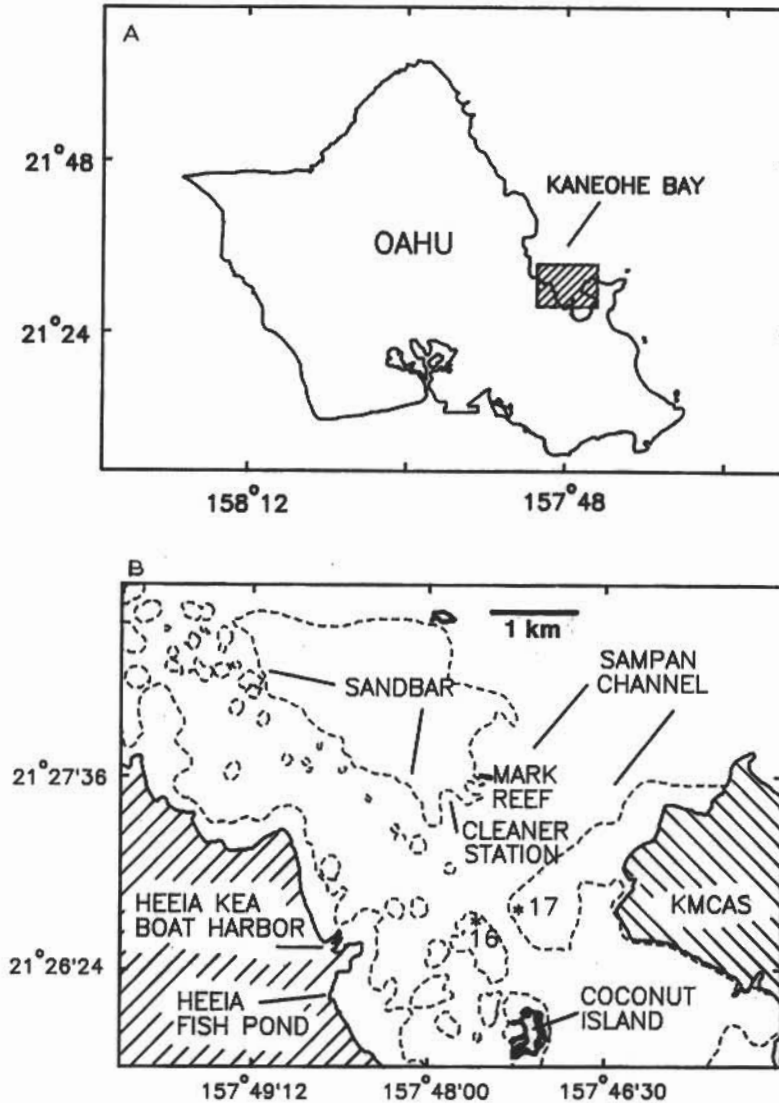 A
21°48
KANEOHE BAY
OAHU
21°24
158°12
157°48
B
1 km
SANDBAR
SAMPAN
CHANNEL
21°27'36
MARK
REEF
CLEANER
STATION
HEEIA KEA
BOAT HARBOR
*17
KMCAS
*
16
21°26'24
HEEIA
FISH POND
COCONUT
ISLAND
157°49'12
157°48'00
157°46'30